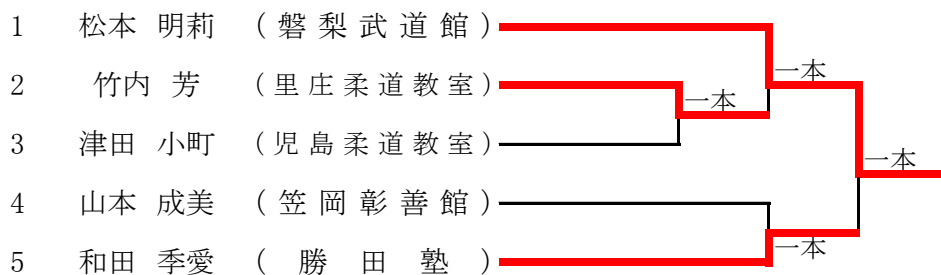 1 松本 明莉 (磐梨武道館)
一本
2 竹内 芳 (里庄柔道教室)
一本
3 津田 小町 (児島柔道教室)
一本
4 山本 成美 (笠岡彰善館)
一本
5 和田 季愛 (勝田塾)